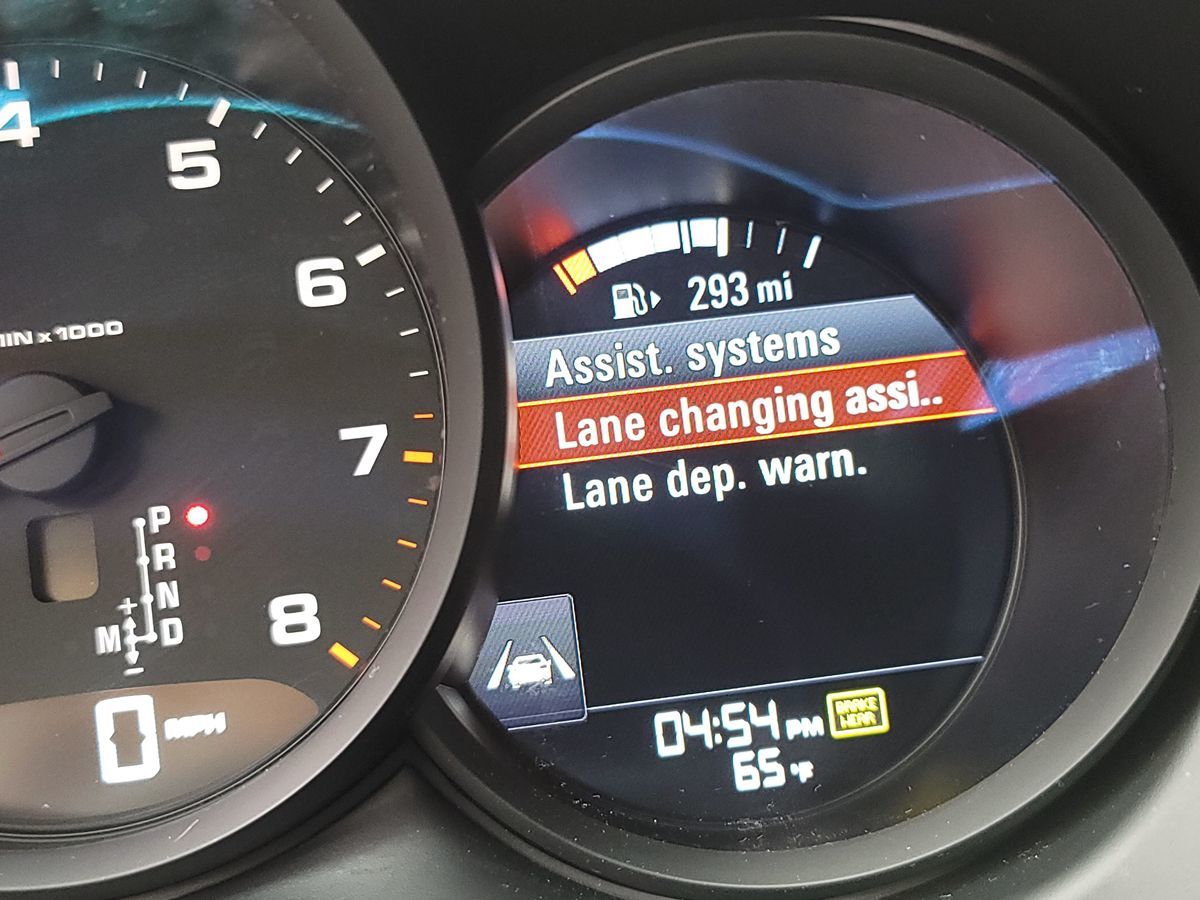 4
5
6
7
8
MIN x 1000
P
R
N
+
M D
–
0 MPH
293 mi
Assist. systems
Lane changing assi..
Lane dep. warn.
04:54 PM
BRAKE
WEAR
65 °F